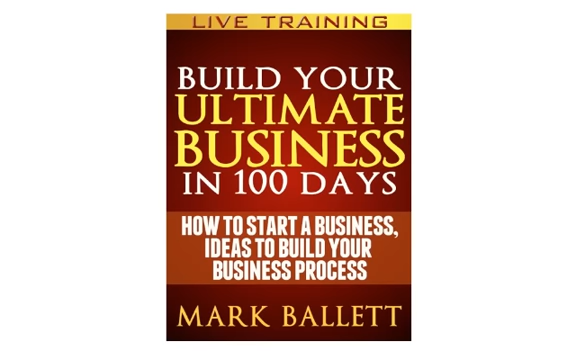 LIVE TRAINING
BUILD YOUR
ULTIMATE
BUSINESS
IN 100 DAYS
HOW TO START A BUSINESS,
IDEAS TO BUILD YOUR
BUSINESS PROCESS
MARK BALLETT